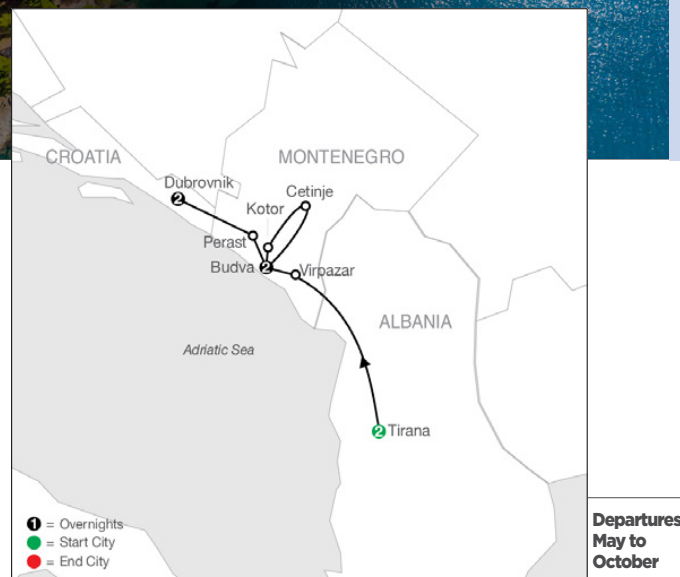 CROATIA
MONTENEGRO
Dubrovnik
2
Cetinje
Kotor
Perast
Budva
2
Virpazar
ALBANIA
Adriatic Sea
2
Tirana
1 = Overnights
= Start City
= End City
Departures
May to
October